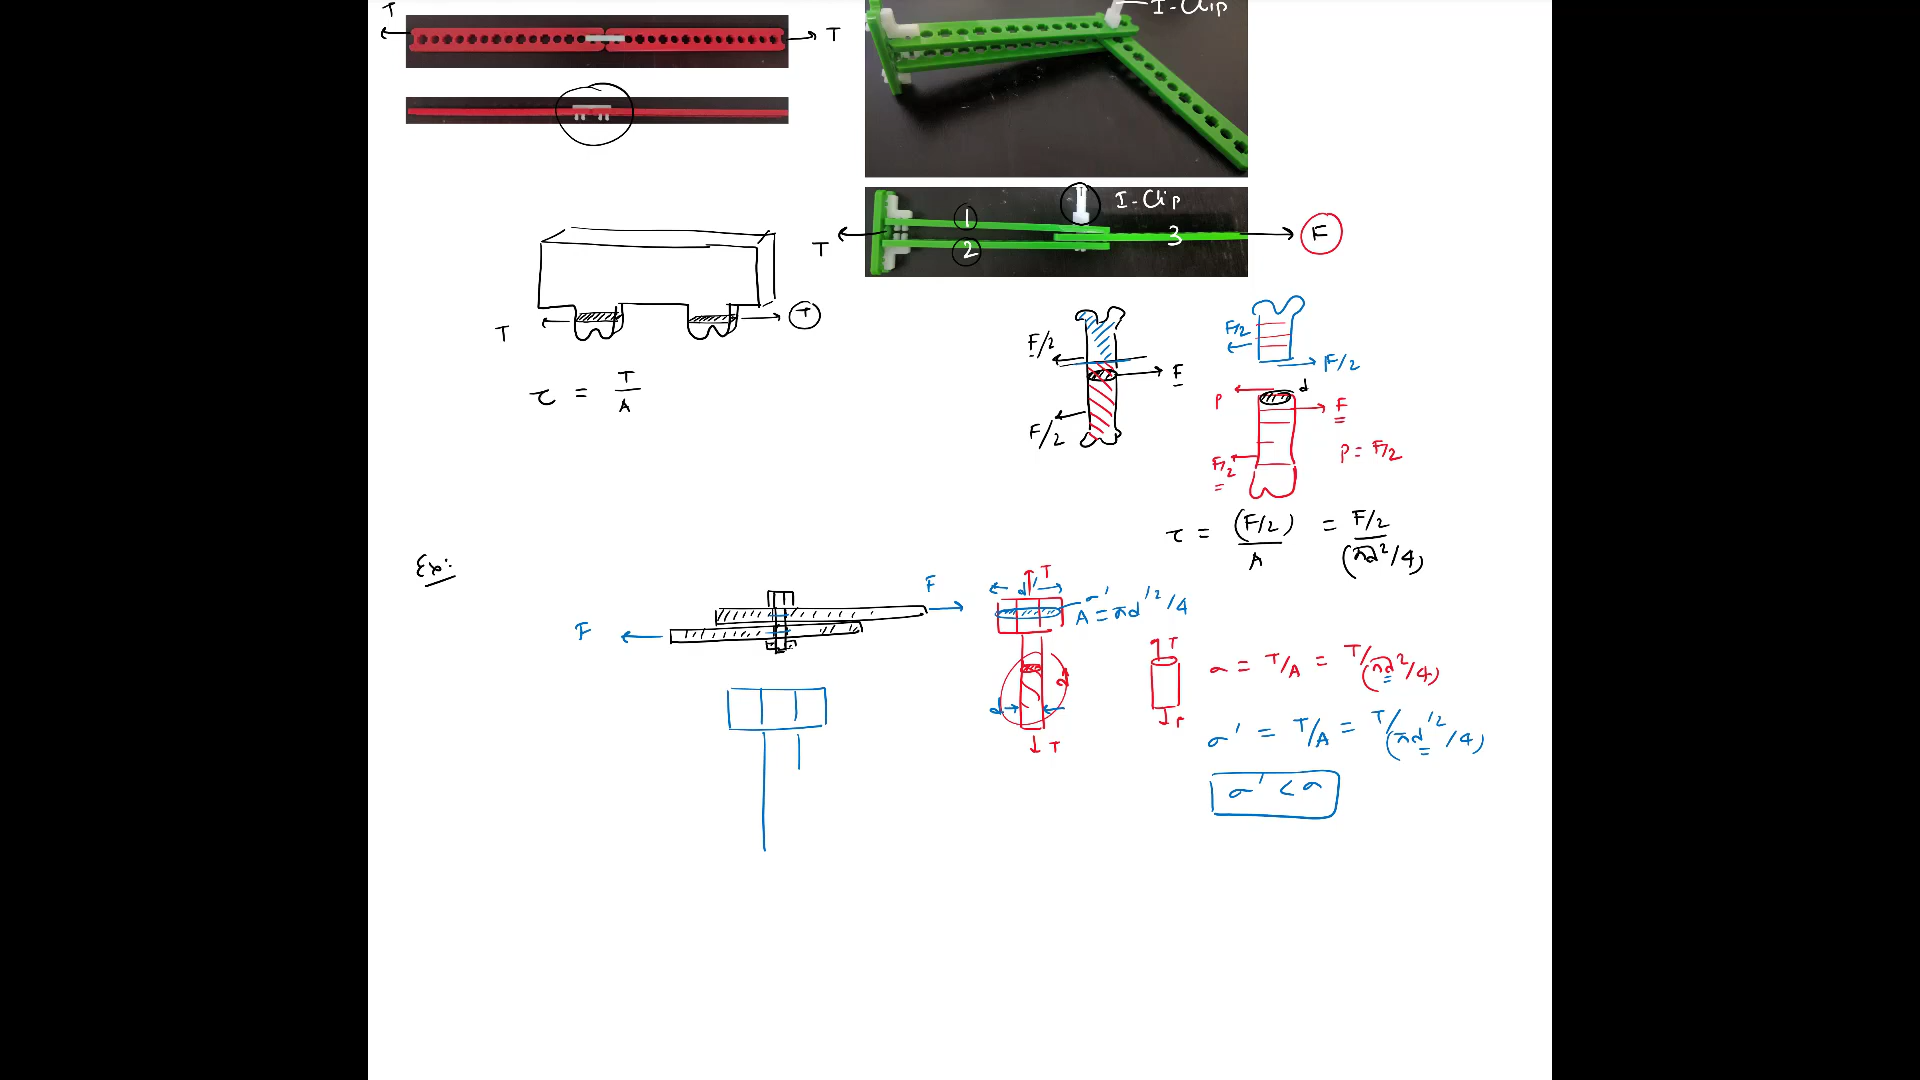 T
T
I-Clip
I-Clip
1
2
3
T
F
T
T
τ = T/A
F/2
F
F/2
F/2
F/2
P
d
F
F/2
P = F/2
τ = (F/2)/A = F/2/(πd²/4)
Ex:
F
F
T
d'
σ'
A = πd'²/4
d
T
T
P
σ = T/A = T/(πd²/4)
σ' = T/A = T/(πd'²/4)
σ' < σ